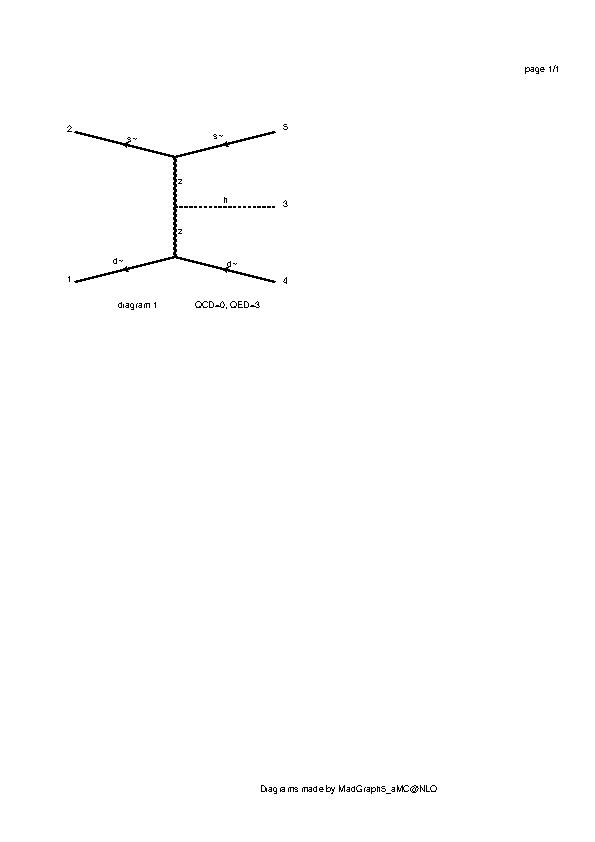 page 1/1
2 s~ s~ 5
z
h 3
z
1 d~ d~ 4
diagram 1 QCD=0, QED=3
Diagrams made by MadGraph5_aMC@NLO